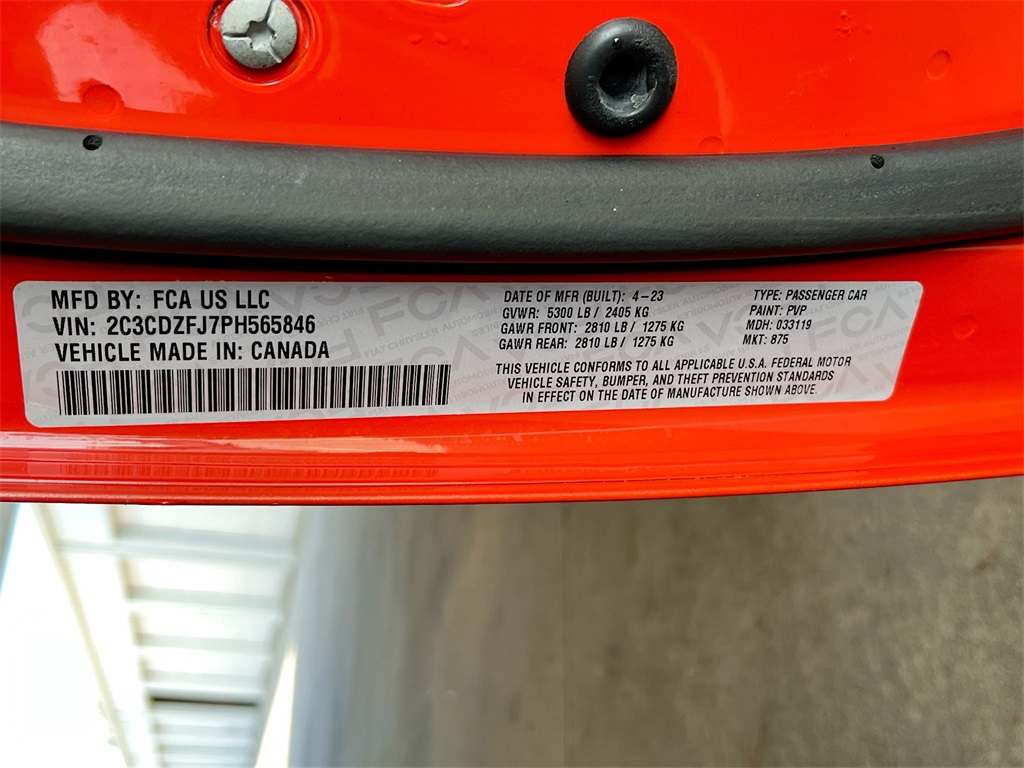 MFD BY: FCA US LLC
VIN: 2C3CDZFJ7PH565846
VEHICLE MADE IN: CANADA
DATE OF MFR (BUILT): 4-23
GVWR: 5300 LB / 2405 KG
GAWR FRONT: 2810 LB / 1275 KG
GAWR REAR: 2810 LB / 1275 KG
TYPE: PASSENGER CAR
PAINT: PVP
MDH: 033119
MKT: 875
THIS VEHICLE CONFORMS TO ALL APPLICABLE U.S.A. FEDERAL MOTOR
VEHICLE SAFETY, BUMPER, AND THEFT PREVENTION STANDARDS
IN EFFECT ON THE DATE OF MANUFACTURE SHOWN ABOVE.